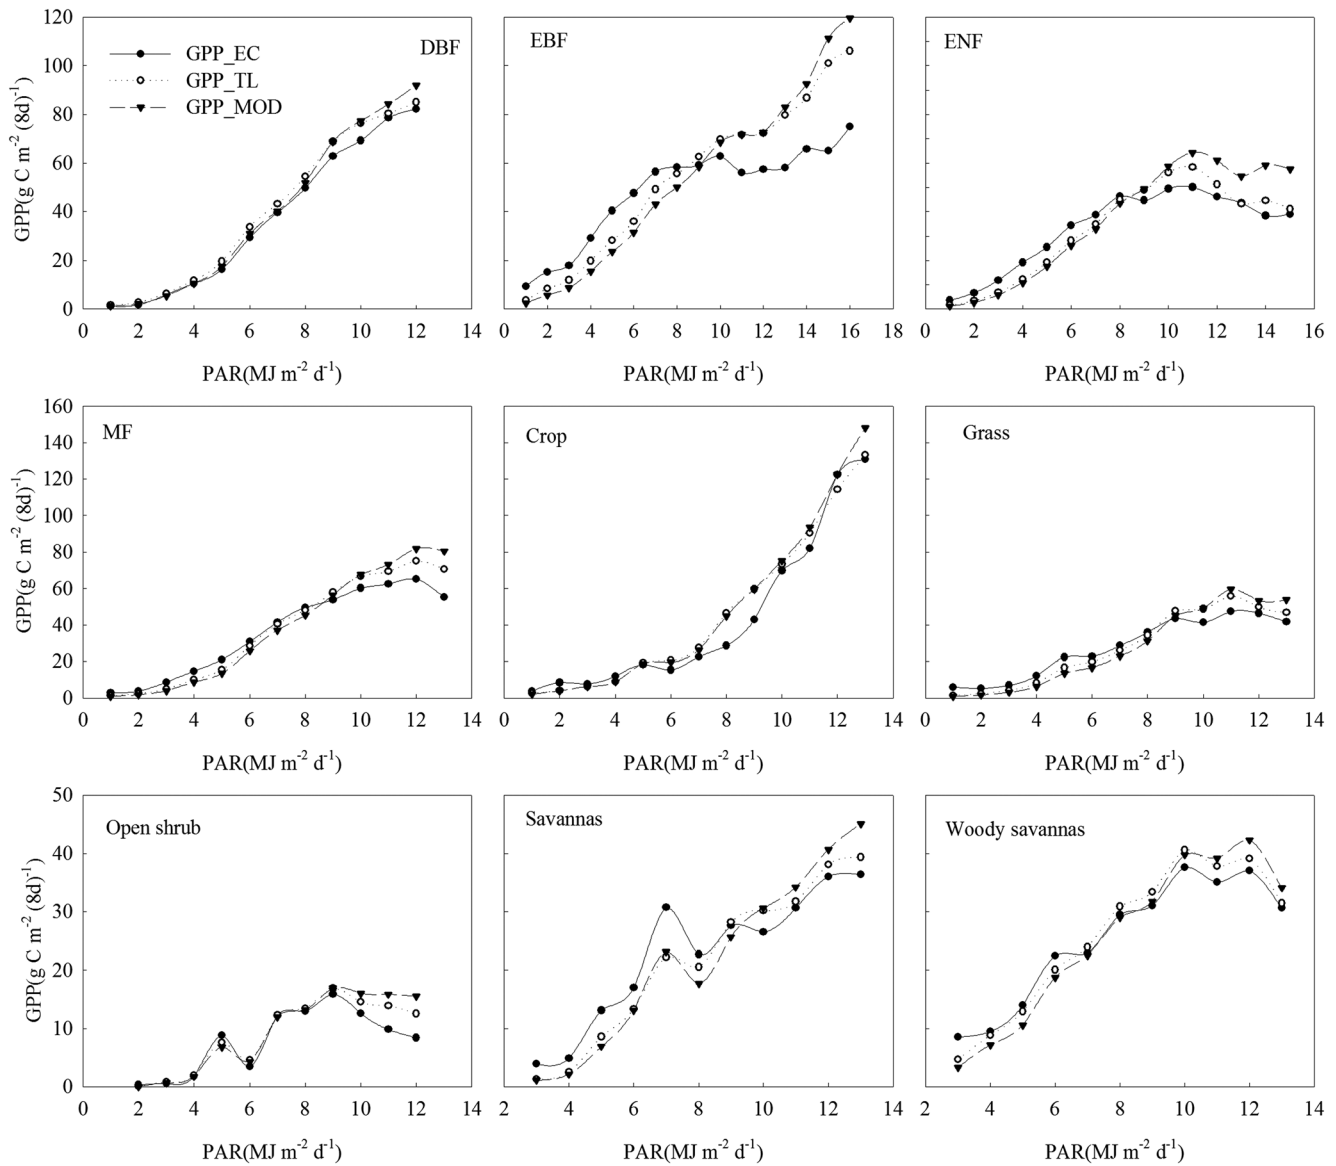 120
100
80
60
40
20
0
GPP(g C m-2 (8d)-1)
GPP_EC
GPP_TL
GPP_MOD
DBF
0 2 4 6 8 10 12 14
PAR(MJ m-2 d-1)
EBF
0 2 4 6 8 10 12 14 16 18
PAR(MJ m-2 d-1)
ENF
0 2 4 6 8 10 12 14 16
PAR(MJ m-2 d-1)
160
140
120
100
80
60
40
20
0
GPP(g C m-2 (8d)-1)
MF
0 2 4 6 8 10 12 14
PAR(MJ m-2 d-1)
Crop
0 2 4 6 8 10 12 14
PAR(MJ m-2 d-1)
Grass
0 2 4 6 8 10 12 14
PAR(MJ m-2 d-1)
50
40
30
20
10
0
GPP(g C m-2 (8d)-1)
Open shrub
0 2 4 6 8 10 12 14
PAR(MJ m-2 d-1)
Savannas
2 4 6 8 10 12 14
PAR(MJ m-2 d-1)
Woody savannas
2 4 6 8 10 12 14
PAR(MJ m-2 d-1)